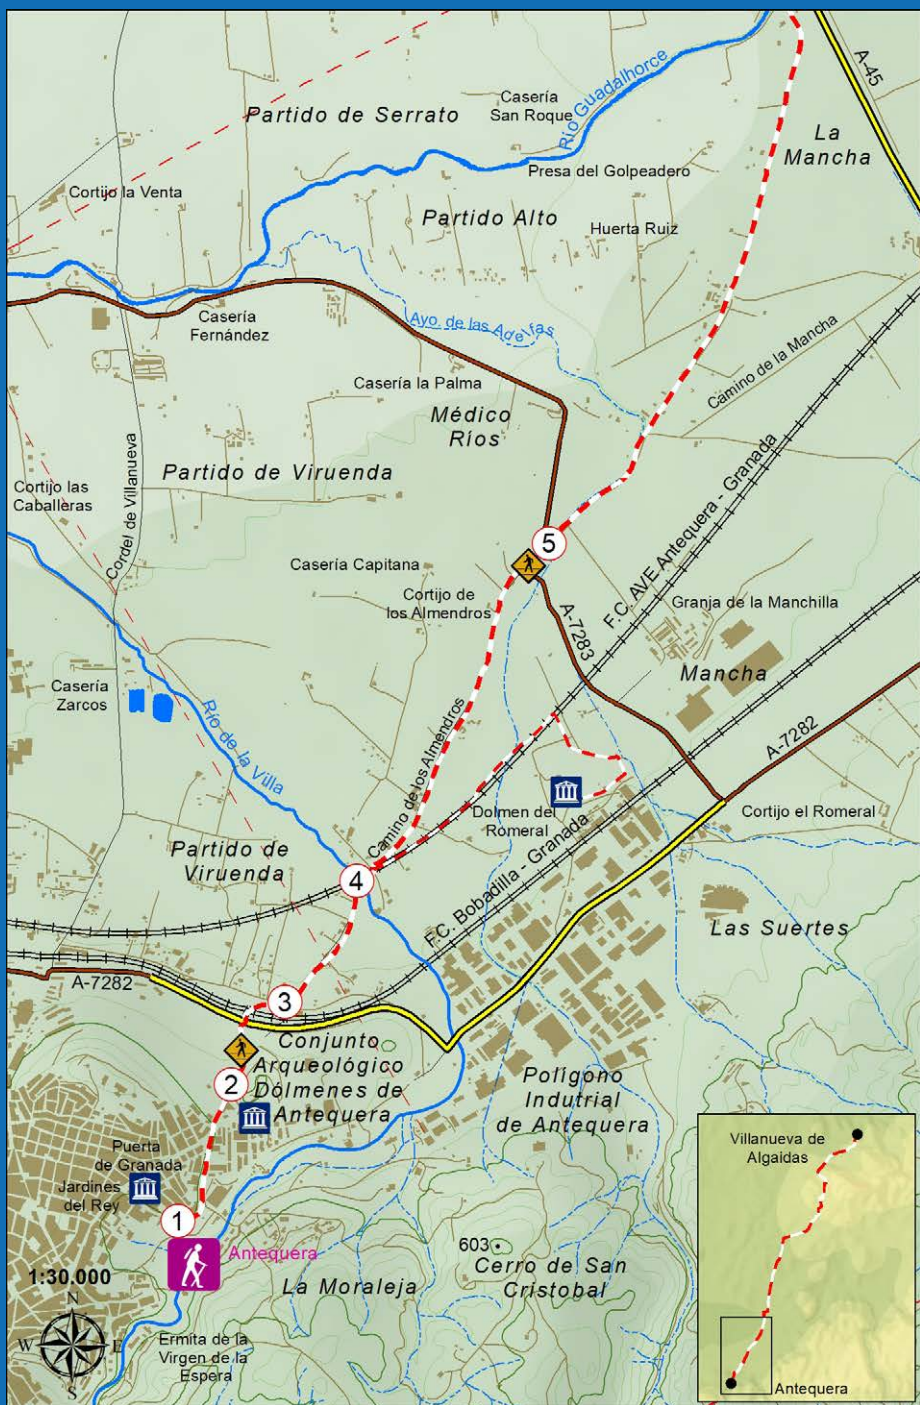 A-45
La
Mancha
Casería
San Roque
Río Guadalhorce
Partido de Serrato
Presa del Golpeadero
Cortijo la Venta
Partido Alto
Huerta Ruiz
Casería
Fernández
Ayo. de las Adelfas
Camino de la Mancha
Casería la Palma
Médico
Ríos
Partido de Viruenda
Cortijo las
Caballeras
Cordel de Villanueva
F.C. AVE Antequera - Granada
5
Casería Capitana
Cortijo de
los Almendros
Granja de la Manchilla
A-7283
Mancha
Casería
Zarcos
Río de la Villa
Camino de los Almendros
A-7282
Dolmen del
Romeral
Cortijo el Romeral
Partido de
Viruenda
4
F.C. Bobadilla - Granada
Las Suertes
A-7282
3
Conjunto
Arqueológico
Dólmenes de
Antequera
2
Polígono
Indutrial
de Antequera
Puerta
de Granada
Jardines
del Rey
1
Antequera
603
Cerro de San
Cristobal
La Moraleja
1:30.000
N
W
E
S
Ermita de la
Virgen de la
Espera
Villanueva de
Algaidas
Antequera